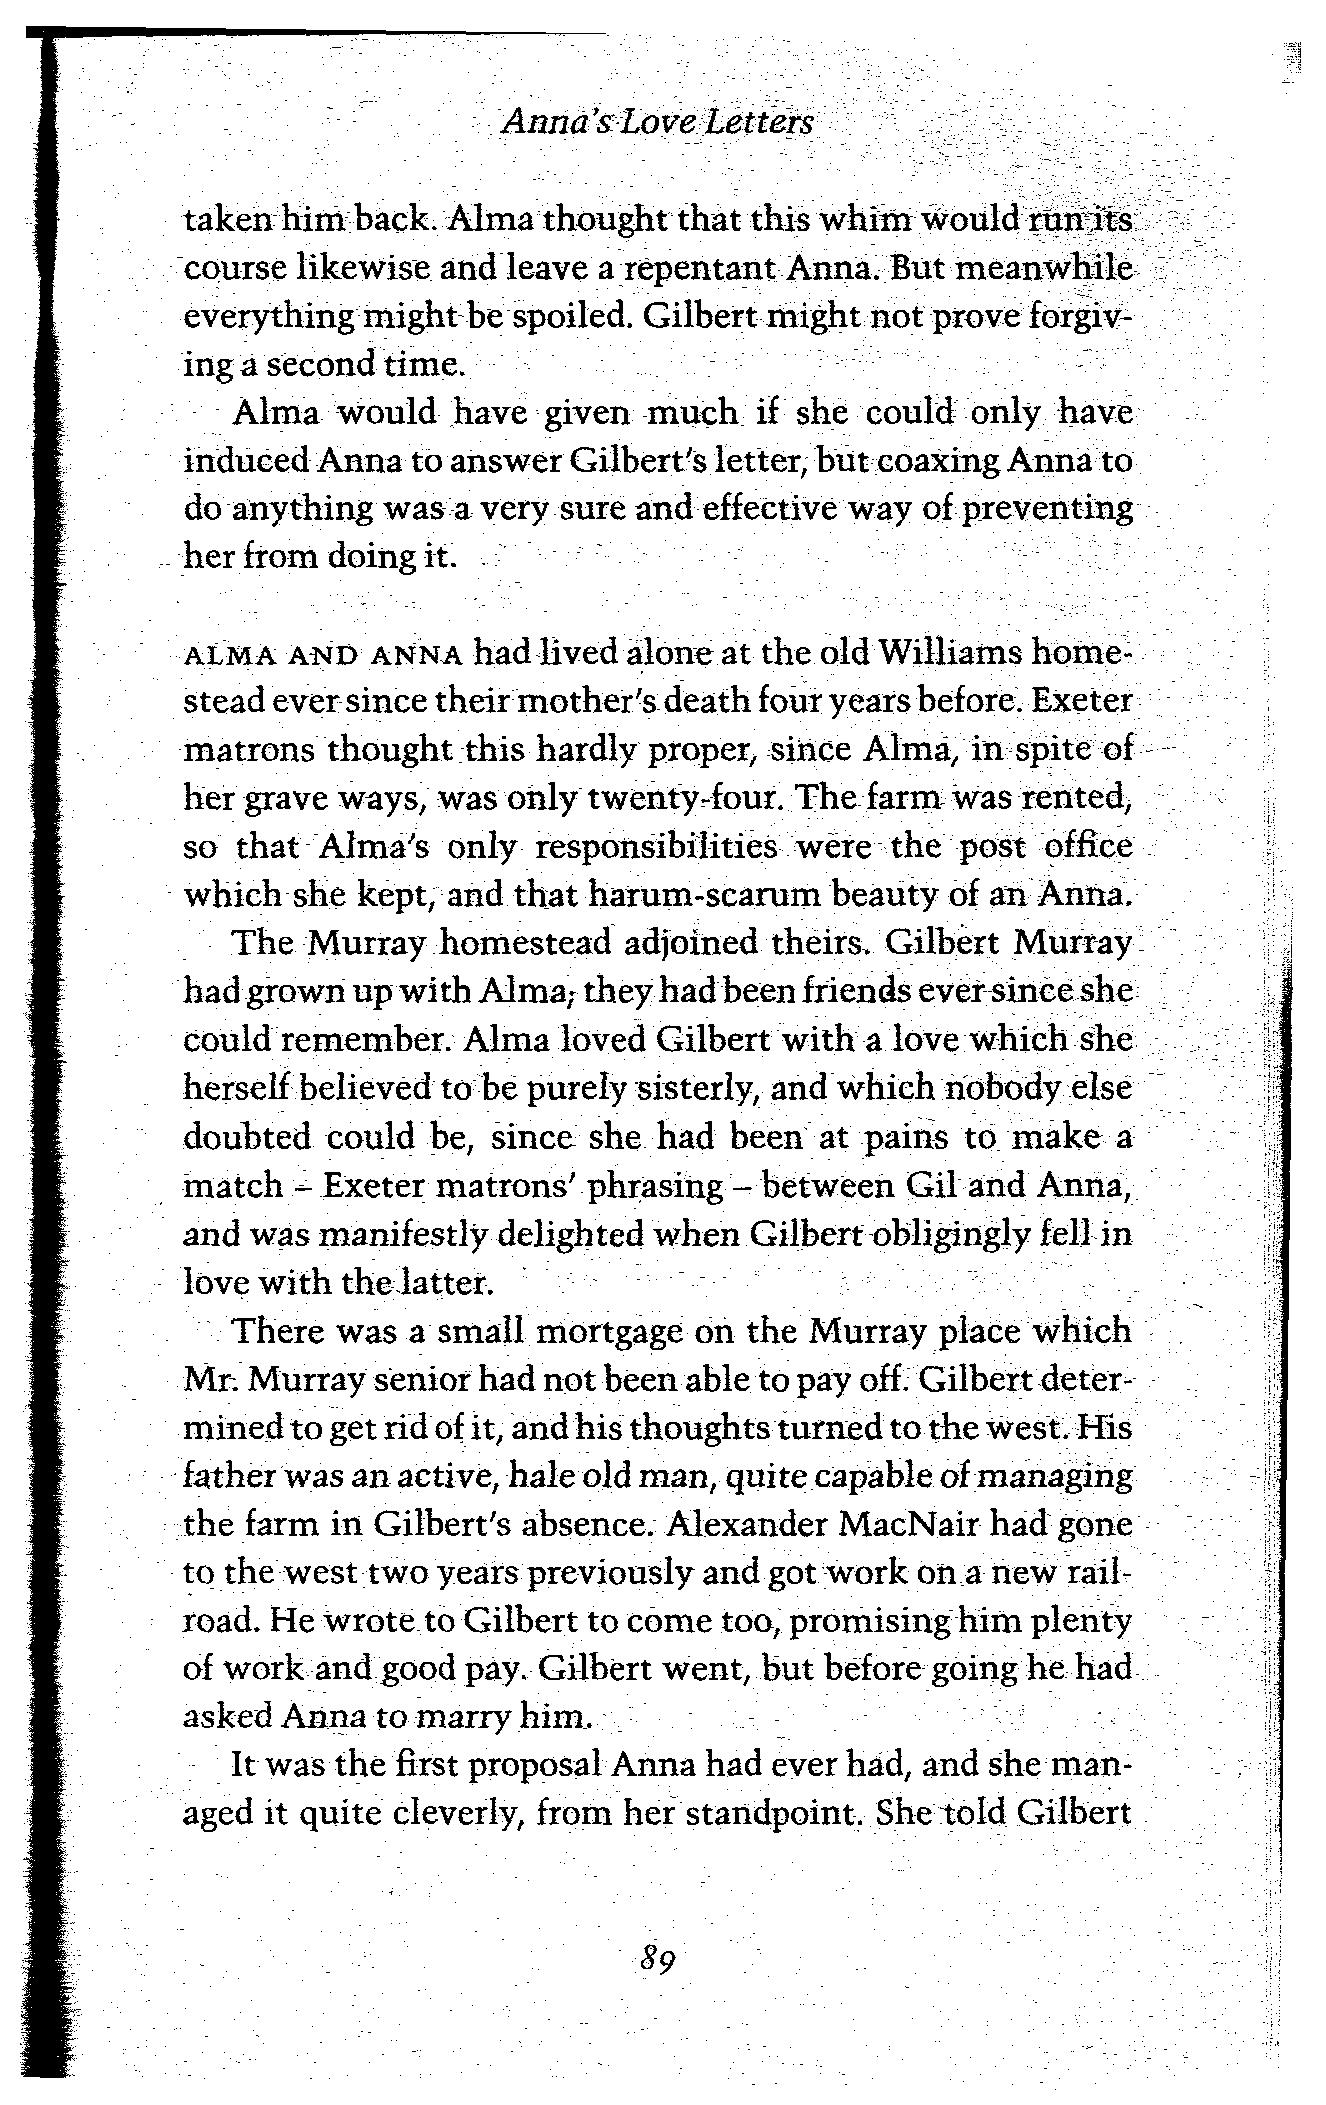 Anna's Love Letters
taken him back. Alma thought that this whim would run its
course likewise and leave a repentant Anna. But meanwhile
everything might be spoiled. Gilbert might not prove forgiv-
ing a second time.
Alma would have given much if she could only have
induced Anna to answer Gilbert's letter, but coaxing Anna to
do anything was a very sure and effective way of preventing
her from doing it.
ALMA AND ANNA had lived alone at the old Williams home-
stead ever since their mother's death four years before. Exeter
matrons thought this hardly proper, since Alma, in spite of
her grave ways, was only twenty-four. The farm was rented,
so that Alma's only responsibilities were the post office
which she kept, and that harum-scarum beauty of an Anna.
The Murray homestead adjoined theirs. Gilbert Murray
had grown up with Alma; they had been friends ever since she
could remember. Alma loved Gilbert with a love which she
herself believed to be purely sisterly, and which nobody else
doubted could be, since she had been at pains to make a
match – Exeter matrons' phrasing – between Gil and Anna,
and was manifestly delighted when Gilbert obligingly fell in
love with the latter.
There was a small mortgage on the Murray place which
Mr. Murray senior had not been able to pay off. Gilbert deter-
mined to get rid of it, and his thoughts turned to the west. His
father was an active, hale old man, quite capable of managing
the farm in Gilbert's absence. Alexander MacNair had gone
to the west two years previously and got work on a new rail-
road. He wrote to Gilbert to come too, promising him plenty
of work and good pay. Gilbert went, but before going he had
asked Anna to marry him.
It was the first proposal Anna had ever had, and she man-
aged it quite cleverly, from her standpoint. She told Gilbert
89